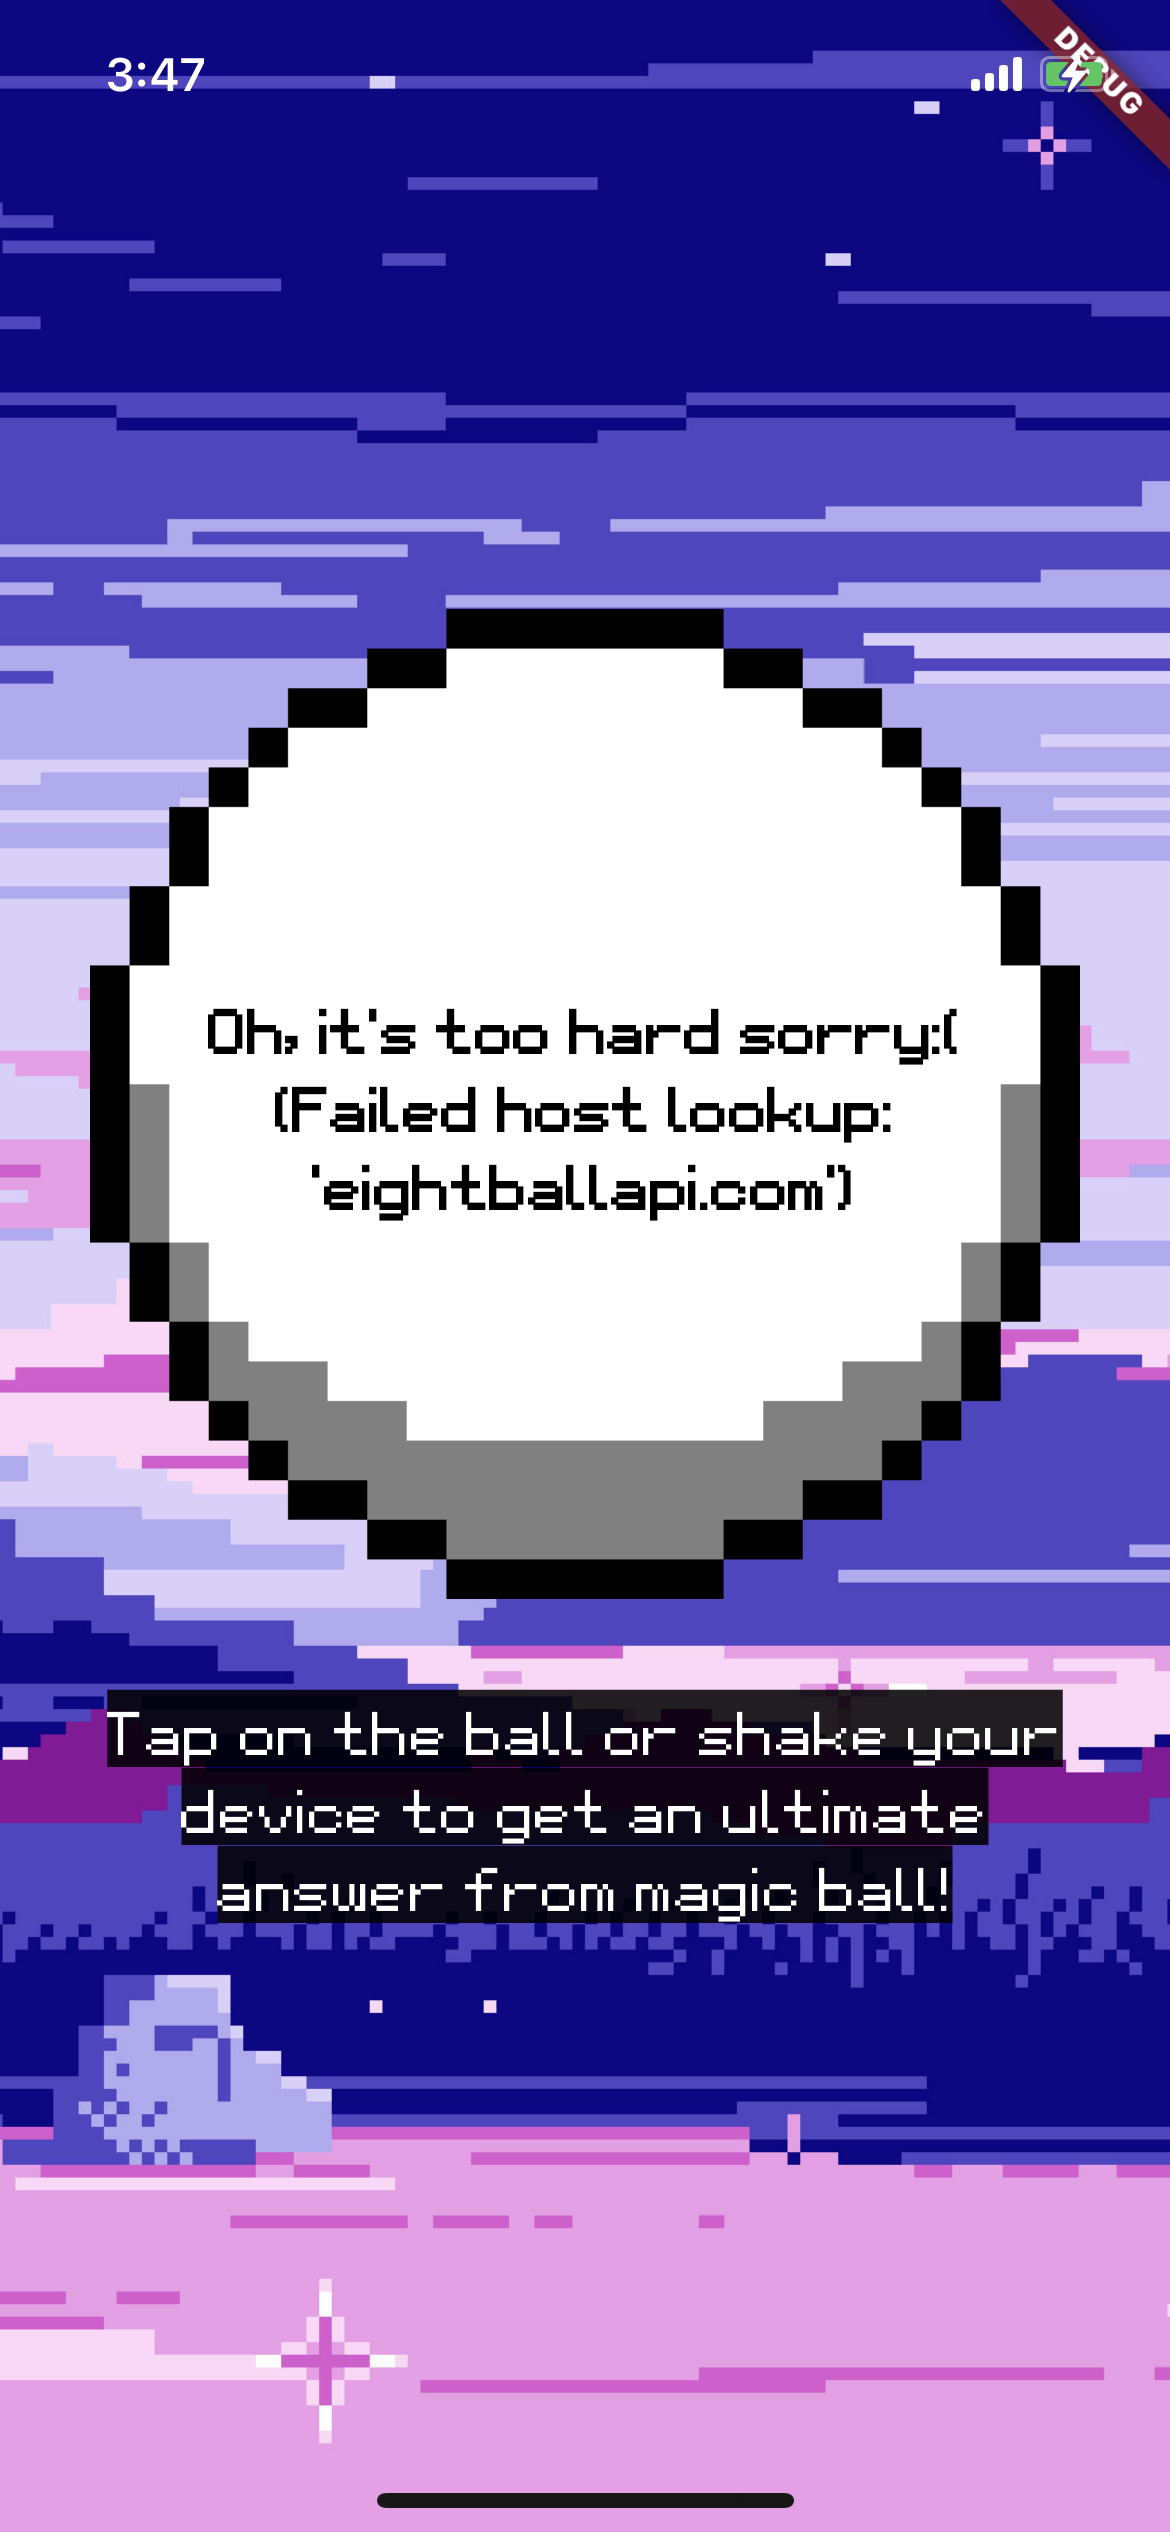 3:47
DEBUG
Oh, it's too hard sorry:(
(Failed host lookup:
'eightballapi.com')
Tap on the ball or shake your
device to get an ultimate
answer from magic ball!